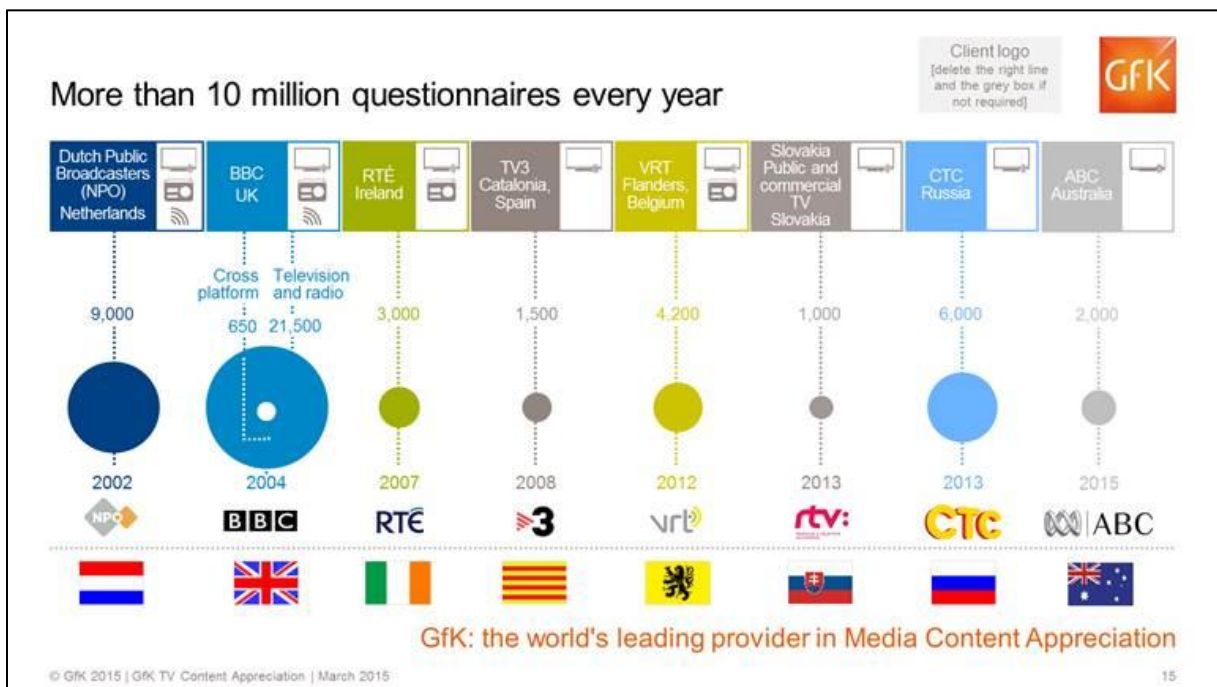 Client logo
[delete the right line
and the grey box if
not required]
GfK
More than 10 million questionnaires every year
Dutch Public
Broadcasters
(NPO)
Netherlands
BBC
UK
RTÉ
Ireland
TV3
Catalonia,
Spain
VRT
Flanders,
Belgium
Slovakia
Public and
commercial
TV
Slovakia
CTC
Russia
ABC
Australia
Cross
platform
Television
and radio
9,000
650
21,500
3,000
1,500
4,200
1,000
6,000
2,000
2002
2004
2007
2008
2012
2013
2013
2015
NPO
BBC
RTÉ
3
vrt
rtv:
CTC
ABC
GfK: the world's leading provider in Media Content Appreciation
© GfK 2015 | GfK TV Content Appreciation | March 2015
15